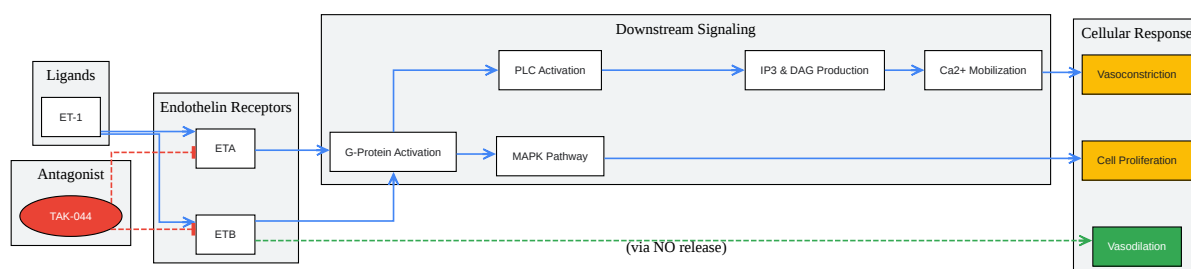 Downstream Signaling
Cellular Response
Ligands
ET-1
Endothelin Receptors
ETA
ETB
Antagonist
TAK-044
G-Protein Activation
PLC Activation
IP3 & DAG Production
Ca2+ Mobilization
MAPK Pathway
Vasoconstriction
Cell Proliferation
(via NO release)
Vasodilation